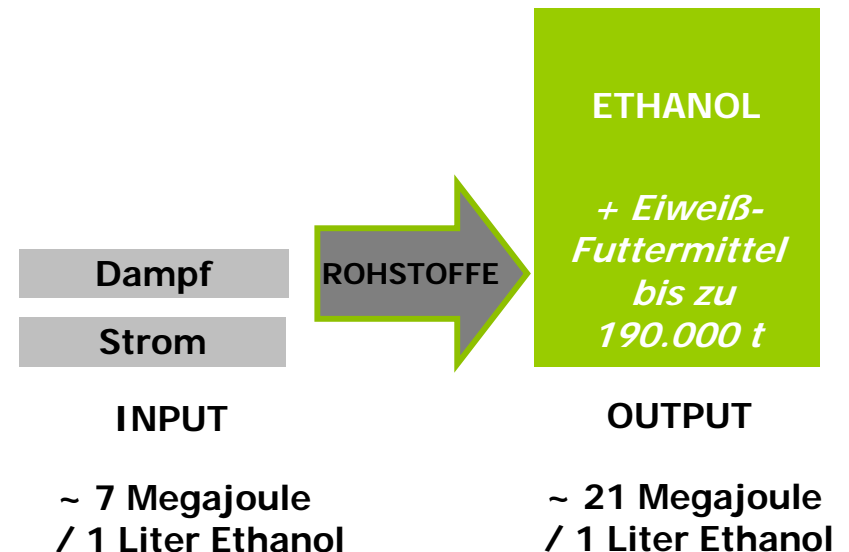 Dampf
Strom
INPUT
~ 7 Megajoule
/ 1 Liter Ethanol
ROHSTOFFE
ETHANOL
+ Eiweiß-
Futtermittel
bis zu
190.000 t
OUTPUT
~ 21 Megajoule
/ 1 Liter Ethanol